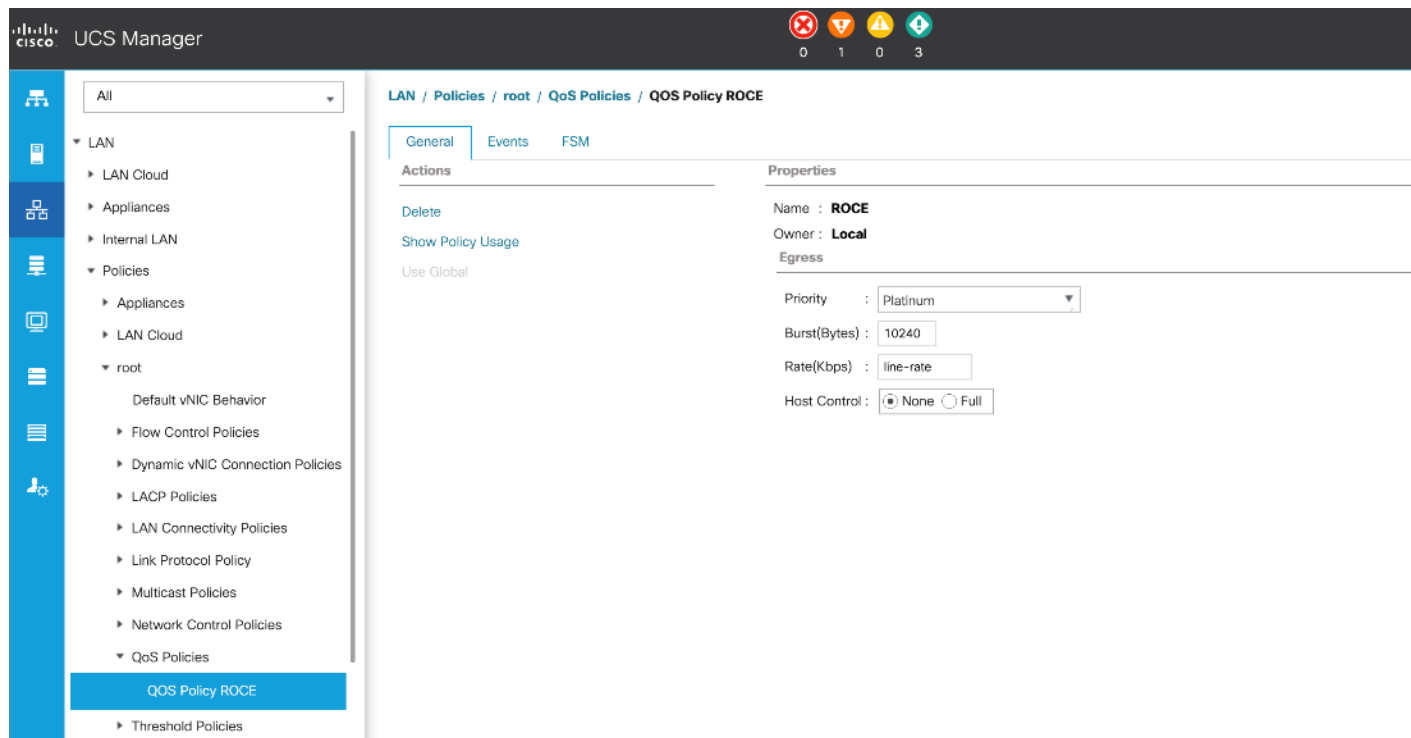 CISCO. UCS Manager
0 1 0 3
All
LAN
LAN Cloud
Appliances
Internal LAN
Policies
Appliances
LAN Cloud
root
Default vNIC Behavior
Flow Control Policies
Dynamic vNIC Connection Policies
LACP Policies
LAN Connectivity Policies
Link Protocol Policy
Multicast Policies
Network Control Policies
QoS Policies
QOS Policy ROCE
Threshold Policies
LAN / Policies / root / QoS Policies / QOS Policy ROCE
General Events FSM
Actions
Delete
Show Policy Usage
Use Global
Properties
Name : ROCE
Owner : Local
Egress
Priority : Platinum
Burst(Bytes) : 10240
Rate(Kbps) : line-rate
Host Control : None Full